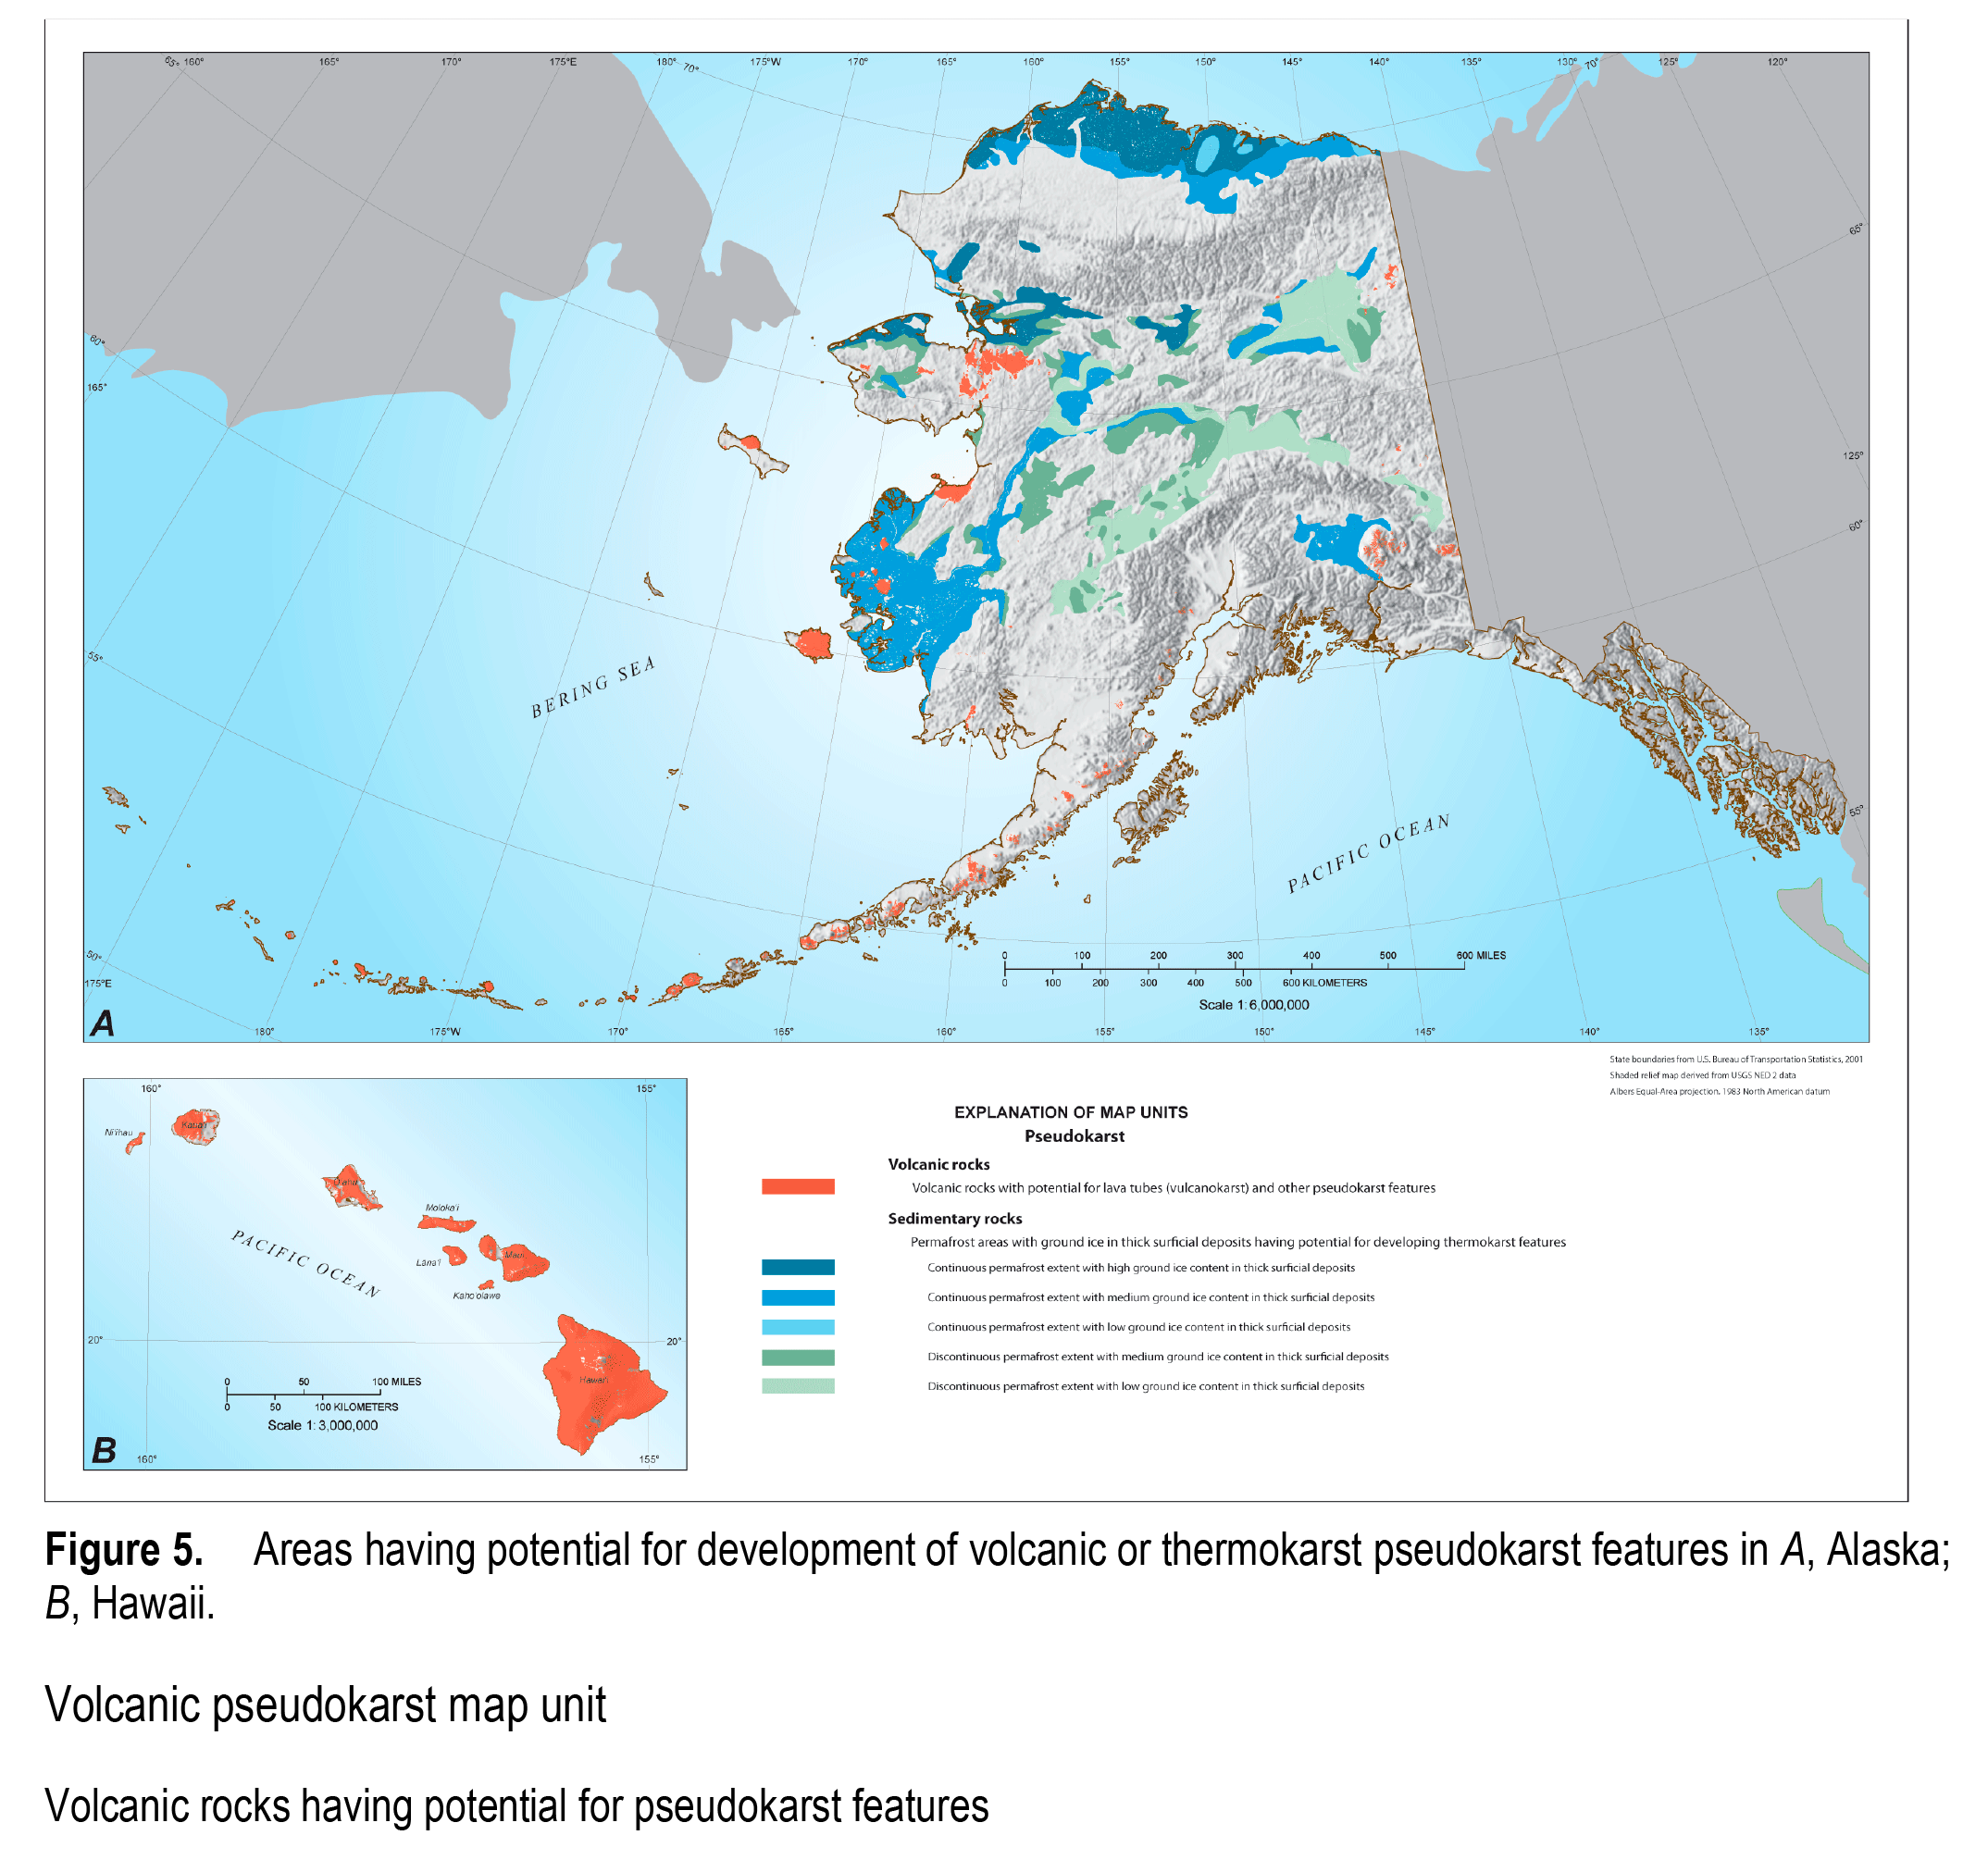 65° 160° 165° 170° 175°E 180° 70° 175°W 170° 165° 160° 155° 150° 145° 140° 135° 130° 70° 125° 120°
65°
60°
165°
125°
60°
BERING SEA
55°
55°
PACIFIC OCEAN
50°
0 100 200 300 400 500 600 MILES
175°E
0 100 200 300 400 500 600 KILOMETERS
Scale 1:6,000,000
A
180° 175°W 170° 165° 160° 155° 150° 145° 140° 135°
State boundaries from U.S. Bureau of Transportation Statistics, 2001
Shaded relief map derived from USGS NED 2 data
Albers Equal-Area projection, 1983 North American datum
160° 155°
Ni'ihau
Kaua'i
O'ahu
Moloka'i
Lāna'i
Maui
Kaho'olawe
PACIFIC OCEAN
20° 20°
Hawai'i
0 50 100 MILES
0 50 100 KILOMETERS
Scale 1:3,000,000
B
160° 155°
EXPLANATION OF MAP UNITS
Pseudokarst
Volcanic rocks
Volcanic rocks with potential for lava tubes (vulcanokarst) and other pseudokarst features
Sedimentary rocks
Permafrost areas with ground ice in thick surficial deposits having potential for developing thermokarst features
Continuous permafrost extent with high ground ice content in thick surficial deposits
Continuous permafrost extent with medium ground ice content in thick surficial deposits
Continuous permafrost extent with low ground ice content in thick surficial deposits
Discontinuous permafrost extent with medium ground ice content in thick surficial deposits
Discontinuous permafrost extent with low ground ice content in thick surficial deposits
Figure 5. Areas having potential for development of volcanic or thermokarst pseudokarst features in A, Alaska;
B, Hawaii.
Volcanic pseudokarst map unit
Volcanic rocks having potential for pseudokarst features